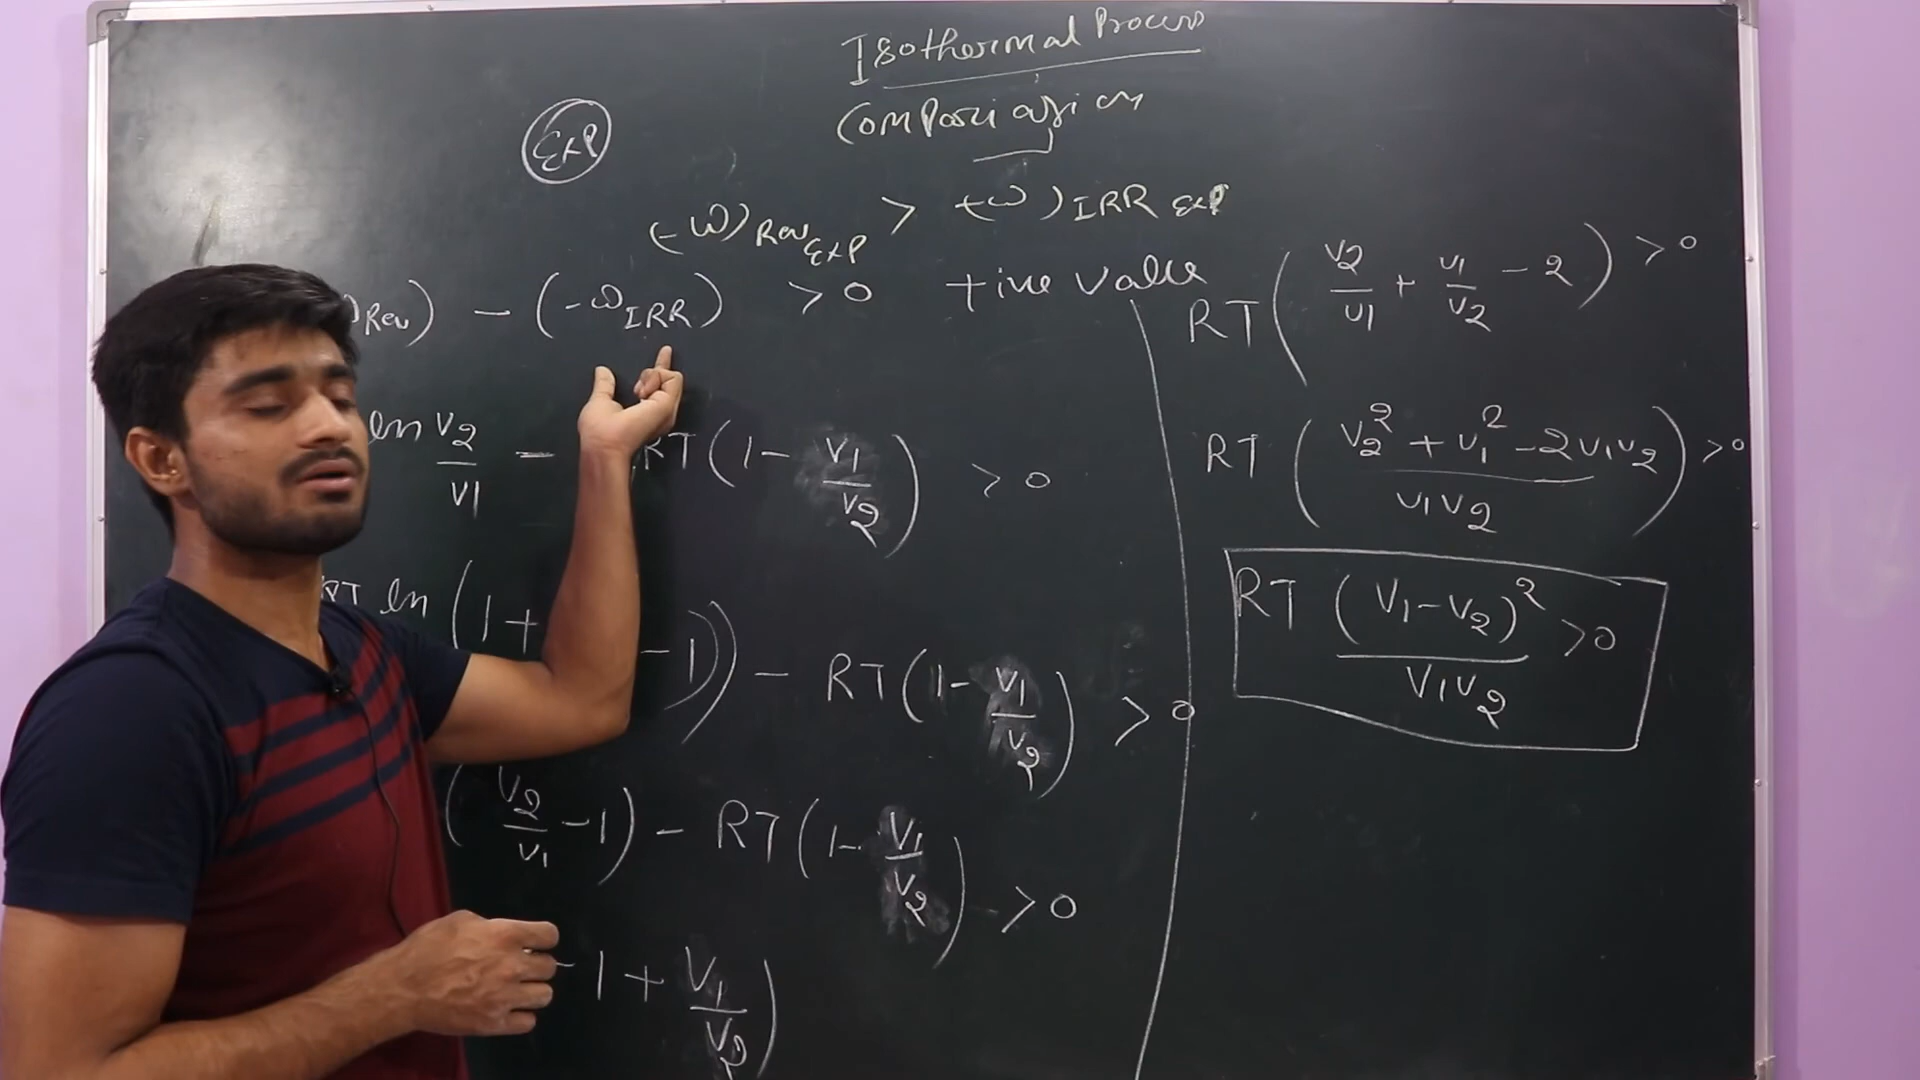 Isothermal Process
Comparision
Exp
(-W)Rev Exp > (-w)IRR Exp
Rev) - (-wIRR) > 0 +ive value
ln V2/V1 - RT(1 - V1/V2) > 0
RT ln(1 + -1)) - RT(1 - V1/V2) > 0
(V2/V1 - 1) - RT(1 - V1/V2) > 0
- 1 + V1/V2)
RT(V2/V1 + V1/V2 - 2) > 0
RT(V2² + V1² - 2V1V2/V1V2) > 0
RT (V1-V2)²/V1V2 > 0